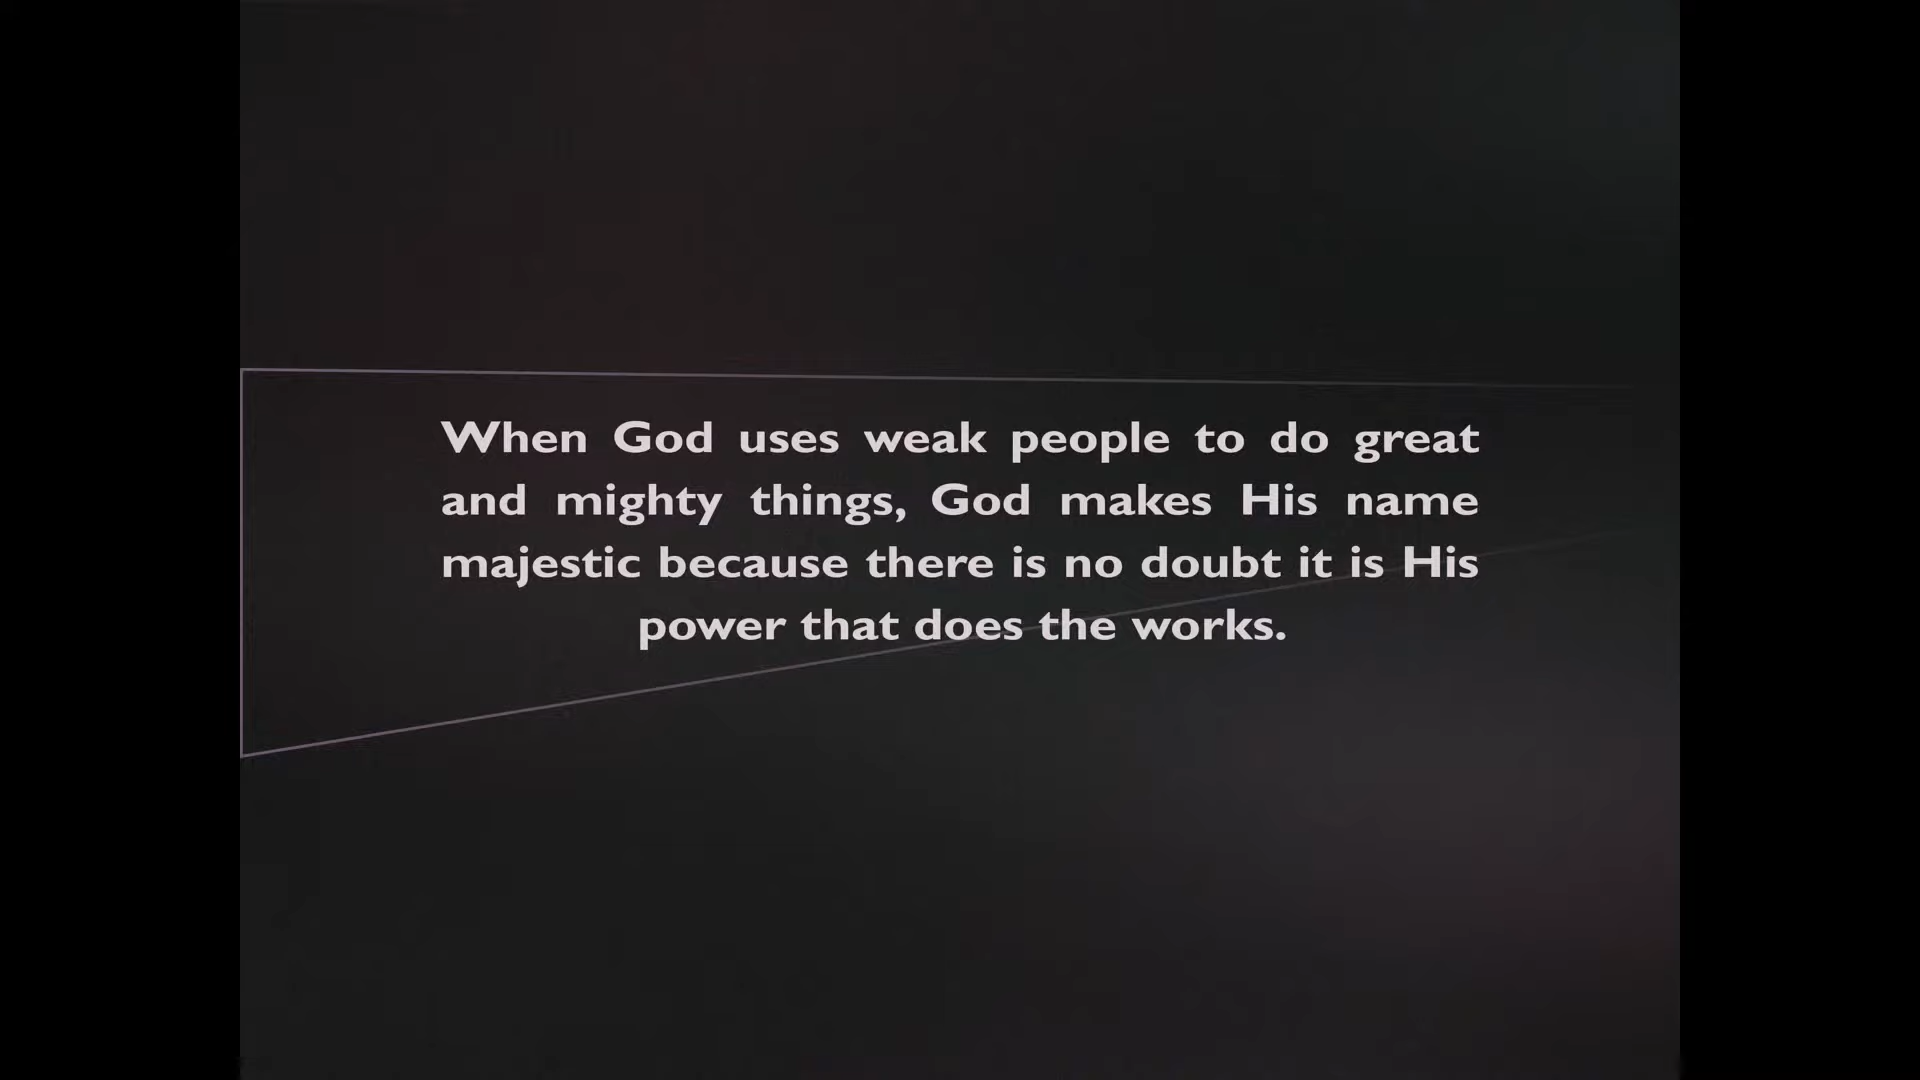 When God uses weak people to do great
and mighty things, God makes His name
majestic because there is no doubt it is His
power that does the works.